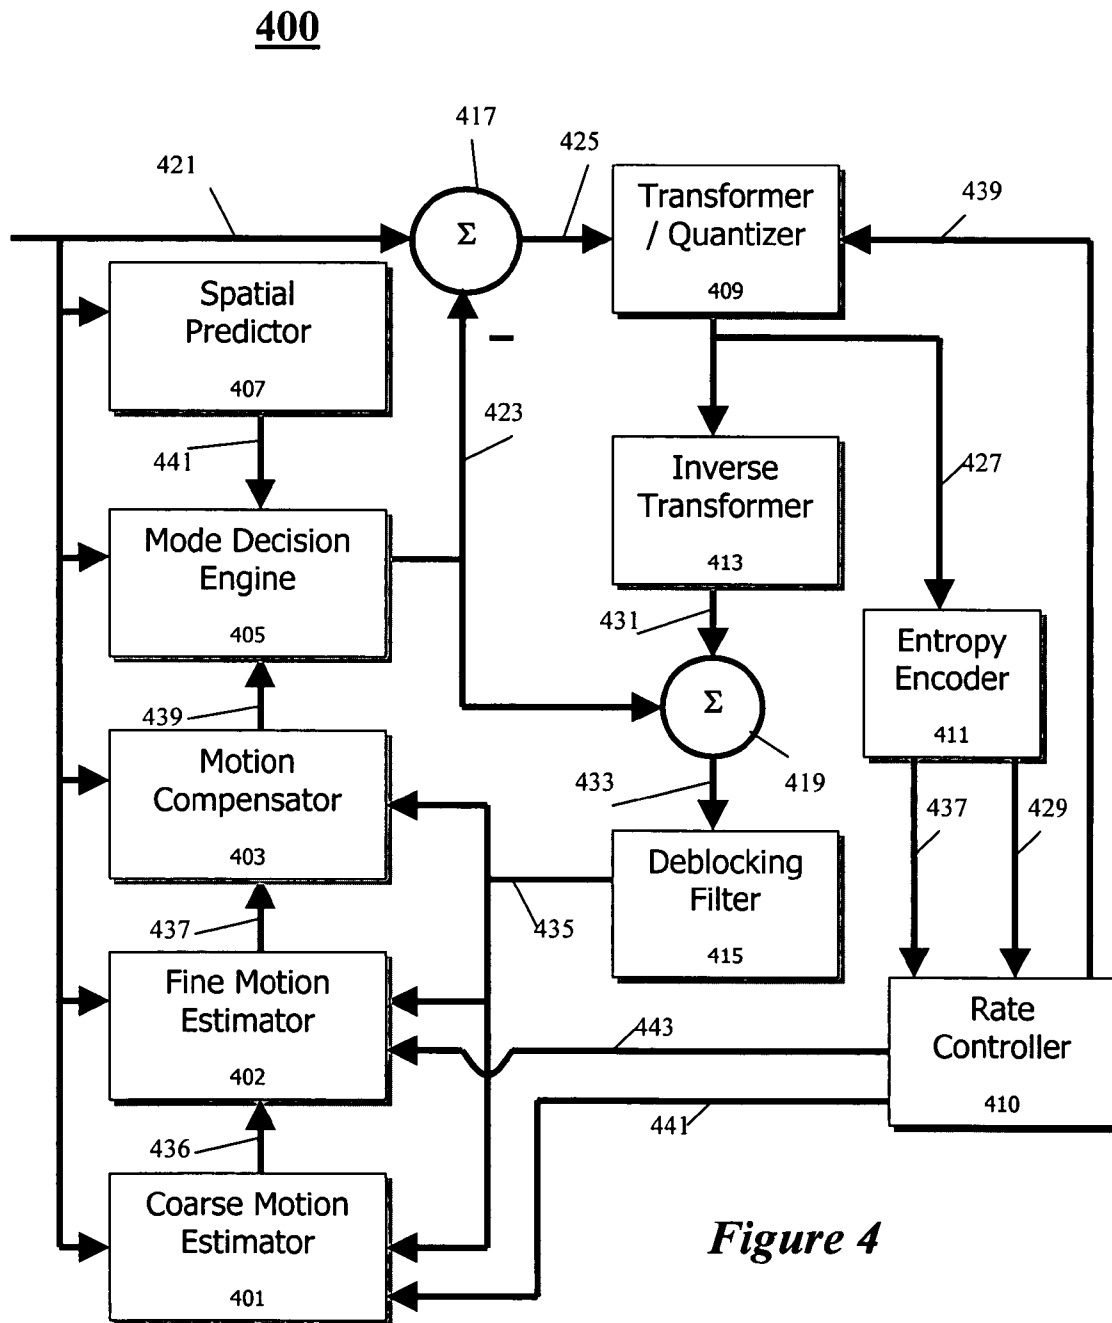 400
417
421
425
439
Σ
Transformer
/ Quantizer
409
Spatial
Predictor
407
–
423
441
427
Inverse
Transformer
413
Mode Decision
Engine
405
431
Entropy
Encoder
411
Σ
439
419
433
Motion
Compensator
403
437
429
Deblocking
Filter
415
435
437
Fine Motion
Estimator
402
443
Rate
Controller
410
441
436
Coarse Motion
Estimator
401
Figure 4